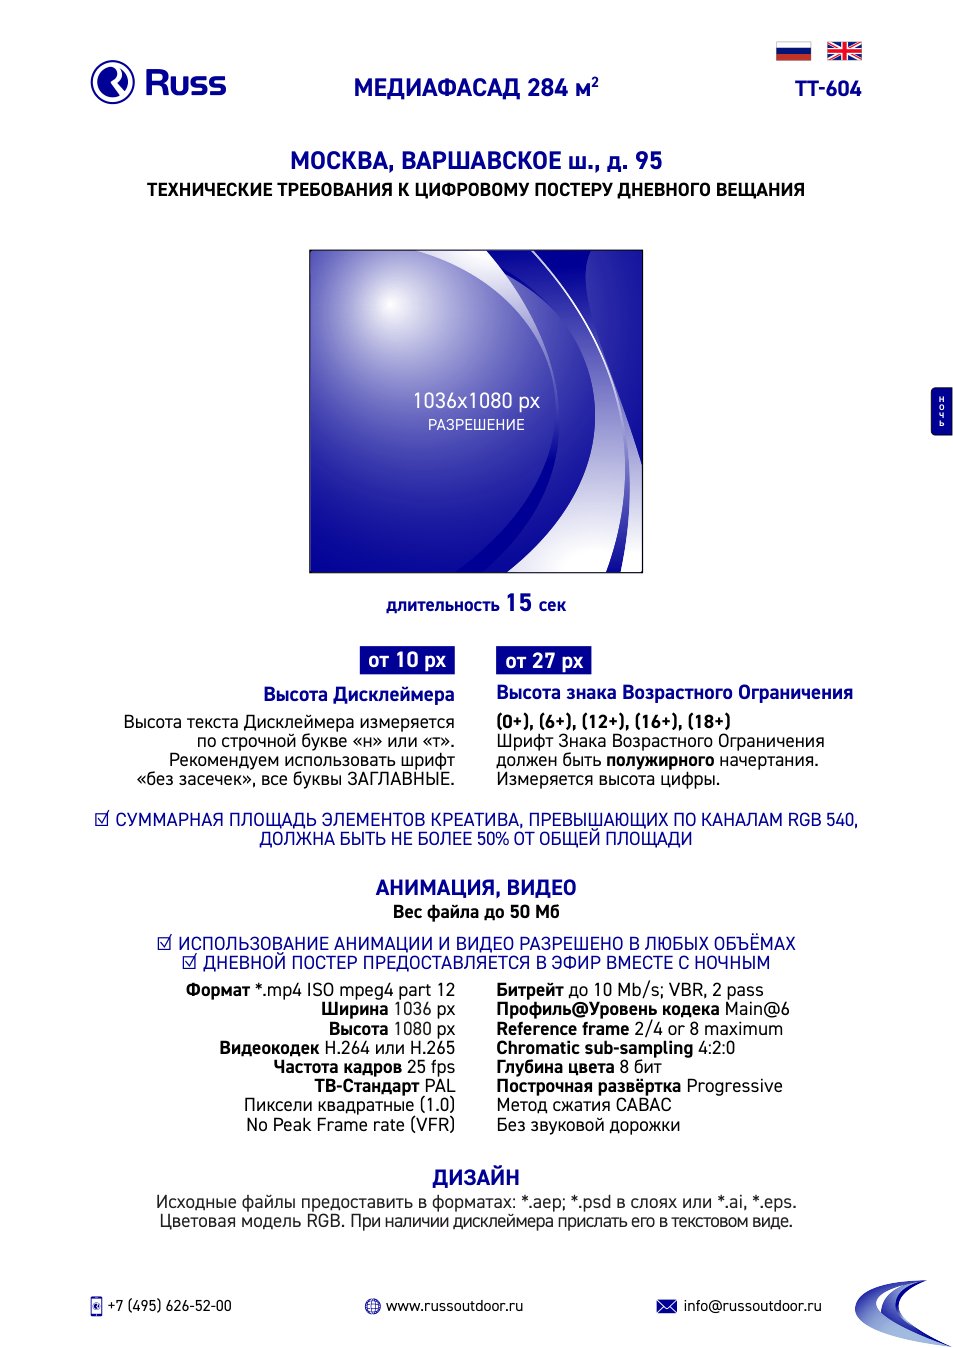 Russ
МЕДИАФАСАД 284 м²
ТТ-604
МОСКВА, ВАРШАВСКОЕ ш., д. 95
ТЕХНИЧЕСКИЕ ТРЕБОВАНИЯ К ЦИФРОВОМУ ПОСТЕРУ ДНЕВНОГО ВЕЩАНИЯ
1036x1080 px
РАЗРЕШЕНИЕ
НОЧЬ
длительность 15 сек
от 10 px
Высота Дисклеймера
Высота текста Дисклеймера измеряется
по строчной букве «н» или «т».
Рекомендуем использовать шрифт
«без засечек», все буквы ЗАГЛАВНЫЕ.
от 27 px
Высота знака Возрастного Ограничения
(0+), (6+), (12+), (16+), (18+)
Шрифт Знака Возрастного Ограничения
должен быть полужирного начертания.
Измеряется высота цифры.
☑ СУММАРНАЯ ПЛОЩАДЬ ЭЛЕМЕНТОВ КРЕАТИВА, ПРЕВЫШАЮЩИХ ПО КАНАЛАМ RGB 540,
ДОЛЖНА БЫТЬ НЕ БОЛЕЕ 50% ОТ ОБЩЕЙ ПЛОЩАДИ
АНИМАЦИЯ, ВИДЕО
Вес файла до 50 Мб
☑ ИСПОЛЬЗОВАНИЕ АНИМАЦИИ И ВИДЕО РАЗРЕШЕНО В ЛЮБЫХ ОБЪЁМАХ
☑ ДНЕВНОЙ ПОСТЕР ПРЕДОСТАВЛЯЕТСЯ В ЭФИР ВМЕСТЕ С НОЧНЫМ
Формат *.mp4 ISO mpeg4 part 12
Ширина 1036 px
Высота 1080 px
Видеокодек H.264 или H.265
Частота кадров 25 fps
ТВ-Стандарт PAL
Пиксели квадратные (1.0)
No Peak Frame rate (VFR)
Битрейт до 10 Mb/s; VBR, 2 pass
Профиль@Уровень кодека Main@6
Reference frame 2/4 or 8 maximum
Chromatic sub-sampling 4:2:0
Глубина цвета 8 бит
Построчная развёртка Progressive
Метод сжатия CABAC
Без звуковой дорожки
ДИЗАЙН
Исходные файлы предоставить в форматах: *.aep; *.psd в слоях или *.ai, *.eps.
Цветовая модель RGB. При наличии дисклеймера прислать его в текстовом виде.
+7 (495) 626-52-00
www.russoutdoor.ru
info@russoutdoor.ru